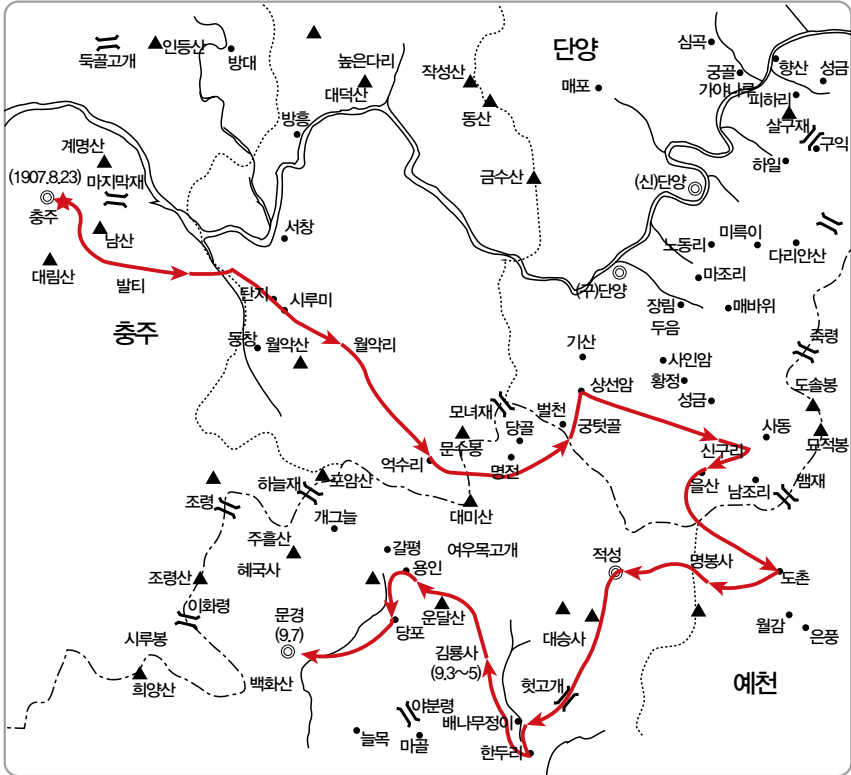 둑골고개
인등산
방대
높은다리
대덕산
방흥
작성산
동산
금수산
단양
매포
심곡
궁골
가야나루
향산
성금
피하리
살구재
구익
하일
(신)단양
계명산
(1907,8,23)
마지막재
충주
남산
대림산
발티
서창
탄지
시루미
충주
동창
월악산
월악리
노동리
미륵이
다리안산
마조리
(구)단양
장림
두음
매바위
죽령
기산
사인암
황정
성금
상선암
도솔봉
사동
묘적봉
모녀재
문수봉
당골
벌천
궁텃골
명전
억수리
신구리
을산
남조리
뱀재
대미산
조령
하늘재
포암산
개그늘
주흘산
혜국사
갈평
용인
여우목고개
적성
명봉사
도촌
조령산
이화령
문경
(9.7)
당포
운달산
대승사
월감
은풍
시루봉
희양산
백화산
김룡사
(9.3~5)
헛고개
예천
야분령
배나무정이
늘목
마골
한두리